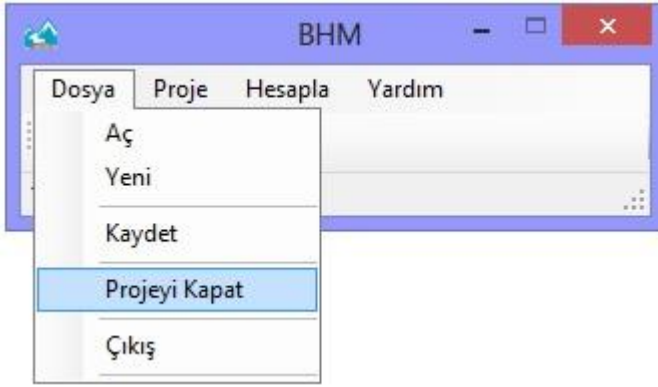 BHM
Dosya Proje Hesapla Yardım
Aç
Yeni
Kaydet
Projeyi Kapat
Çıkış